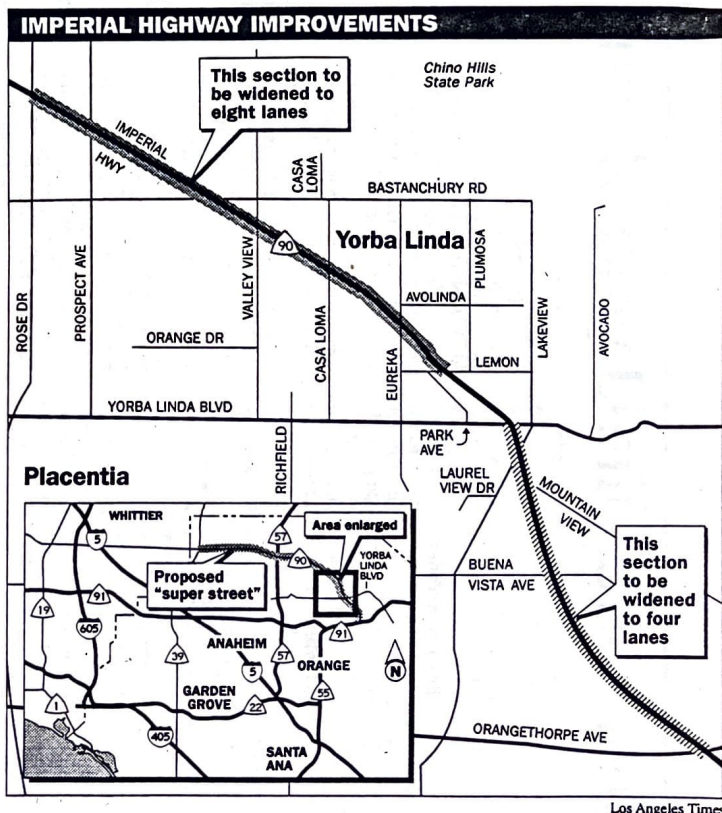 IMPERIAL HIGHWAY IMPROVEMENTS
This section to
be widened to
eight lanes
Chino Hills
State Park
IMPERIAL
HWY
CASA
LOMA
BASTANCHURY RD
90
Yorba Linda
PLUMOSA
ROSE DR
PROSPECT AVE
VALLEY VIEW
CASA LOMA
AVOLINDA
LAKEVIEW
AVOCADO
ORANGE DR
EUREKA
LEMON
YORBA LINDA BLVD
PARK
AVE
RICHFIELD
LAUREL
VIEW DR
MOUNTAIN
VIEW
Placentia
BUENA
VISTA AVE
This
section
to be
widened
to four
lanes
ORANGETHORPE AVE
WHITTIER
5
57
Area enlarged
90
YORBA
LINDA
BLVD
Proposed
"super street"
19
91
605
ANAHEIM
91
39
57
ORANGE
N
5
GARDEN
GROVE
22
55
1
405
SANTA
ANA
Los Angeles Times